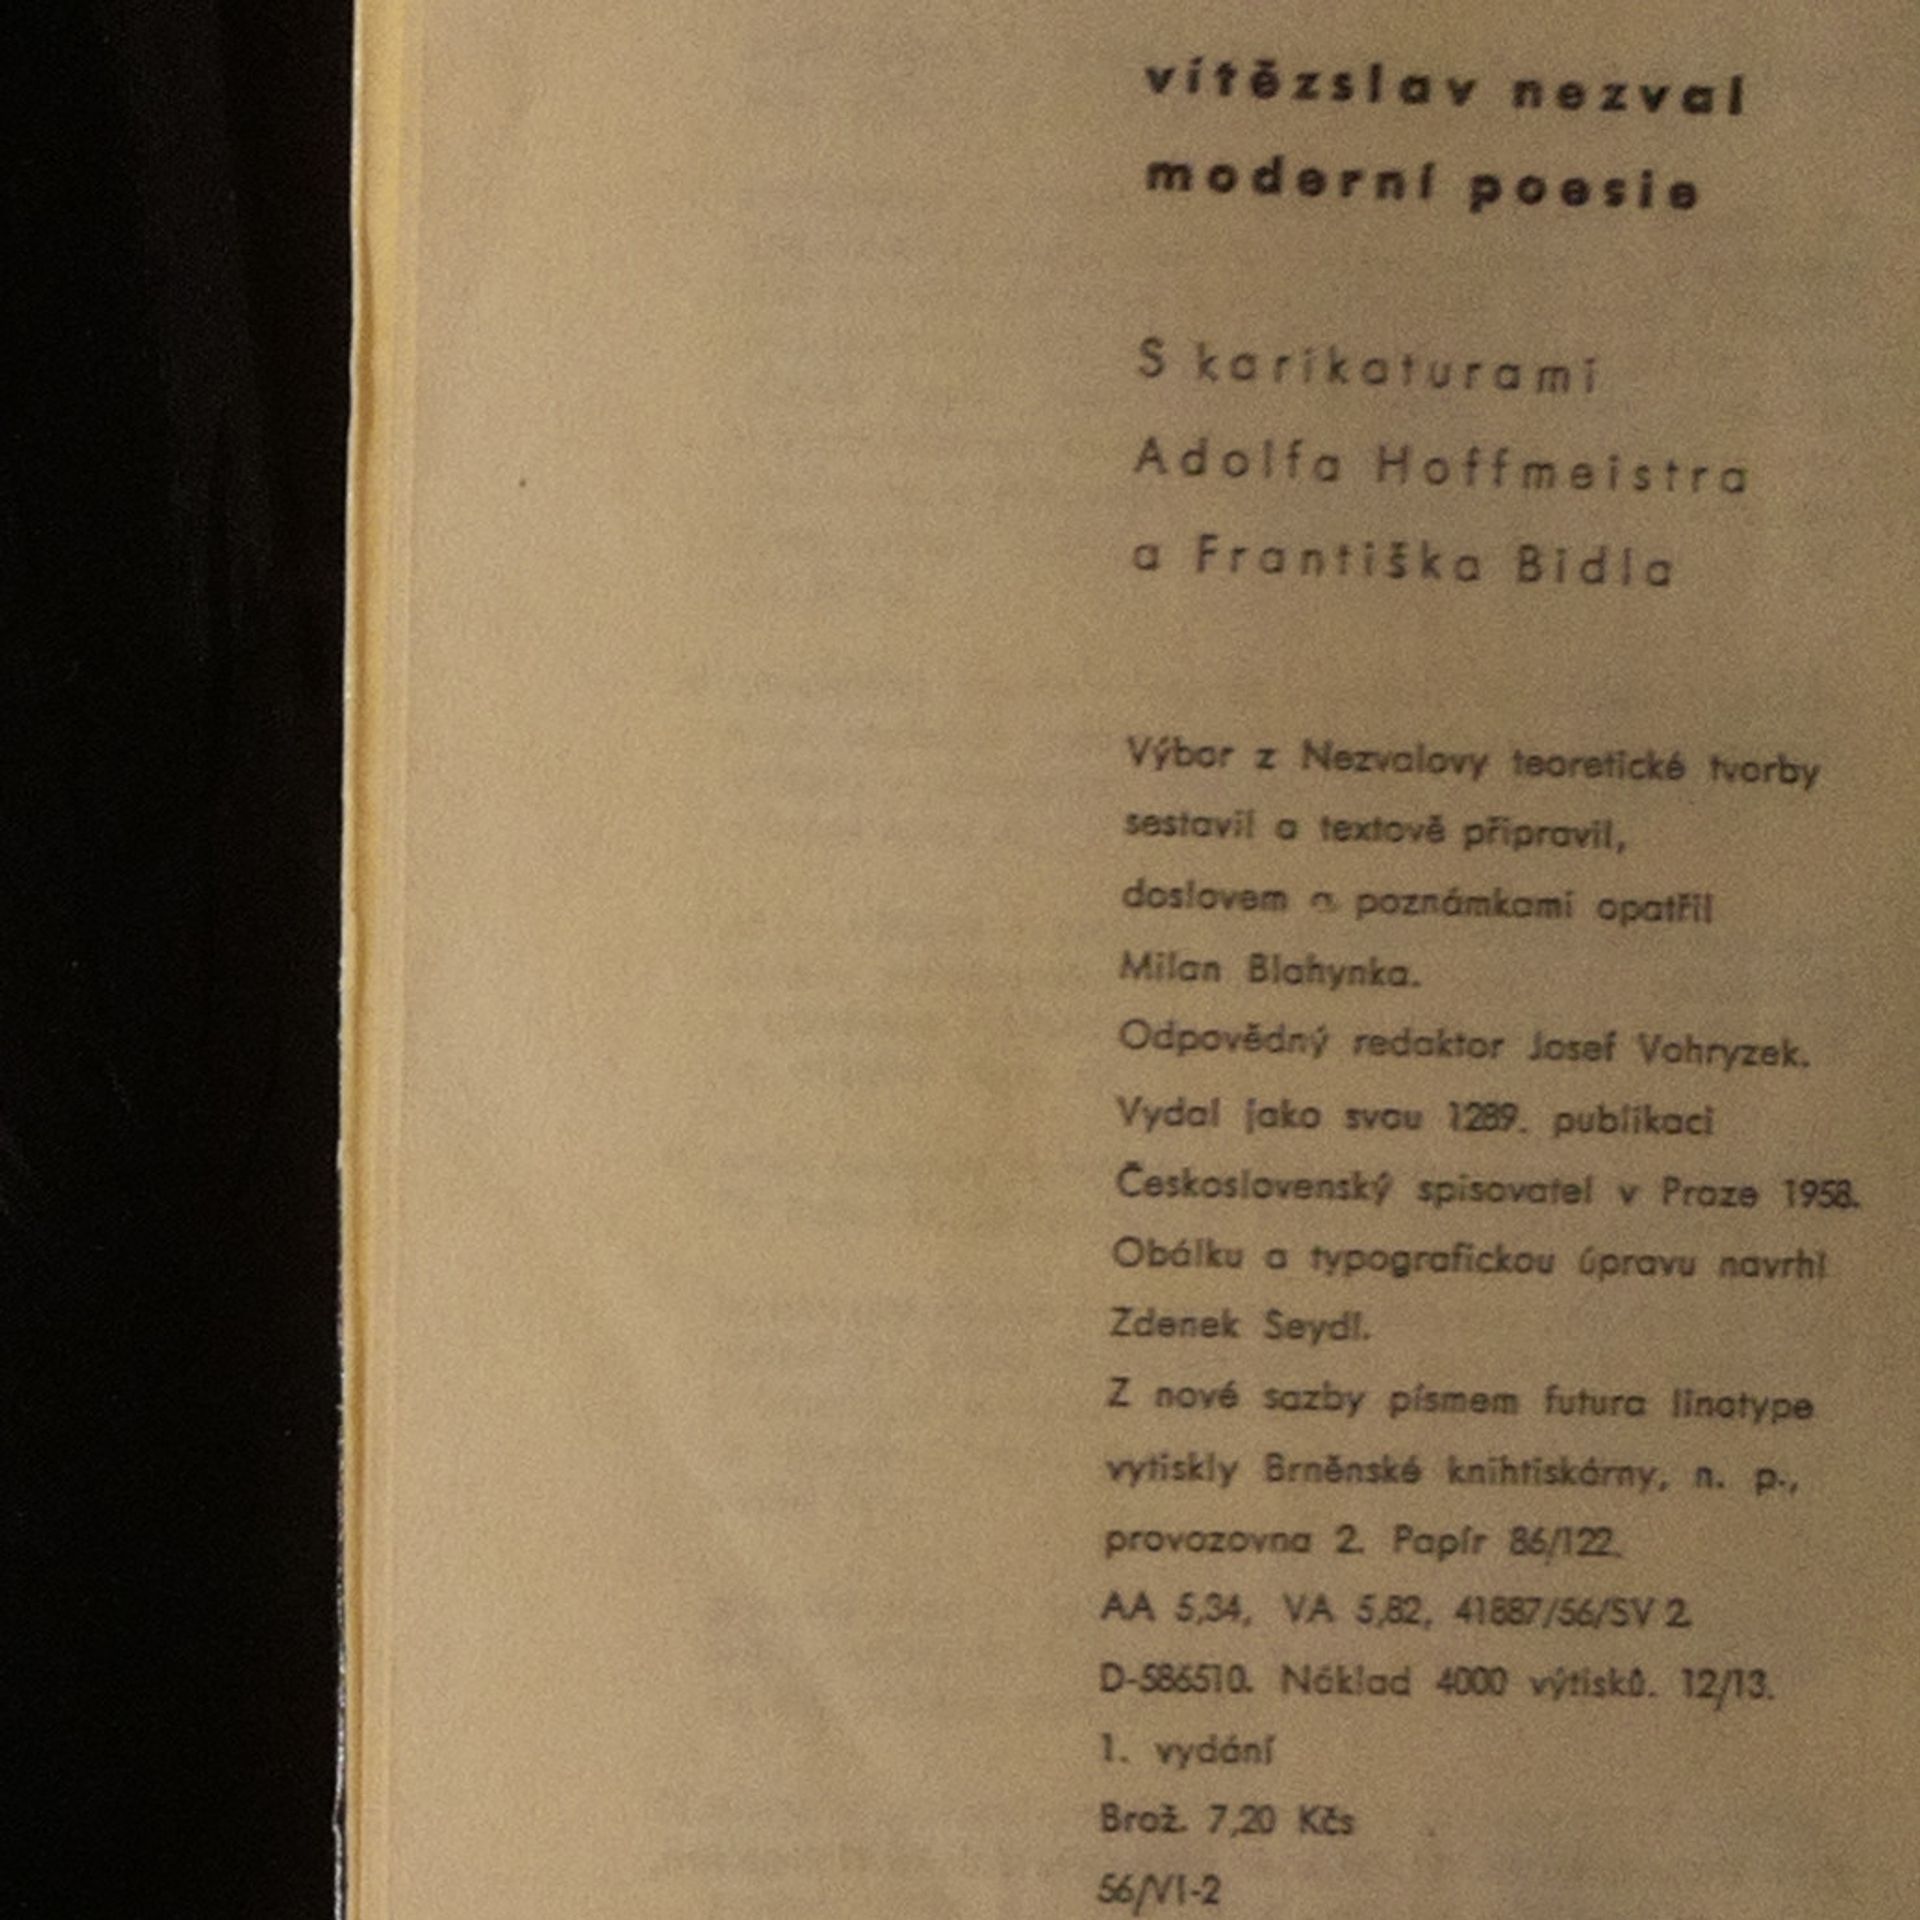 vítězslav nezval
moderní poesie
S karikaturami
Adolfa Hoffmeistra
a Františka Bidla
Výbor z Nezvalovy teoretické tvorby
sestavil a textově připravil,
doslovem a poznámkami opatřil
Milan Blahynka.
Odpovědný redaktor Josef Vohryzek.
Vydal jako svou 1289. publikaci
Československý spisovatel v Praze 1958.
Obálku a typografickou úpravu navrhl
Zdenek Seydl.
Z nové sazby písmem futura linotype
vytiskly Brněnské knihtiskárny, n. p.,
provozovna 2. Papír 86/122.
AA 5,34, VA 5,82, 41887/56/SV 2
D-586510. Náklad 4000 výtisků. 12/13.
1. vydání
Brož. 7,20 Kčs
56/VI-2